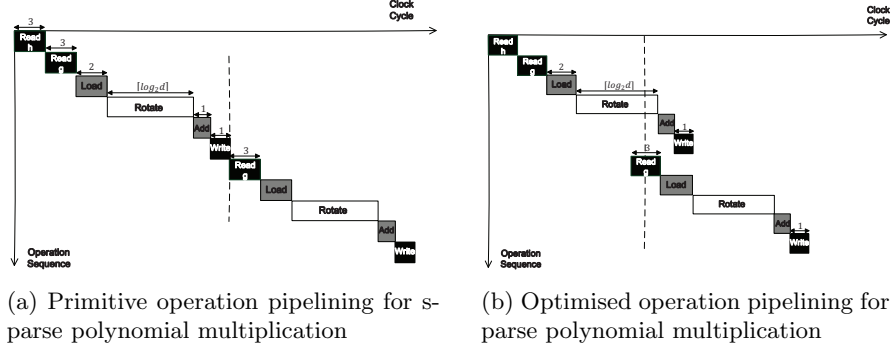 Clock
Cycle
3
Read
h
3
Read
g
2
Load
⌈log₂d⌉
Rotate
1
Add
1
Write
3
Read
g
Load
Rotate
Add
Write
Operation
Sequence
(a) Primitive operation pipelining for s-
parse polynomial multiplication
Clock
Cycle
Read
h
Read
g
2
Load
⌈log₂d⌉
Rotate
Add
1
Write
3
Read
g
Load
Rotate
Add
1
Write
Operation
Sequence
(b) Optimised operation pipelining for
parse polynomial multiplication